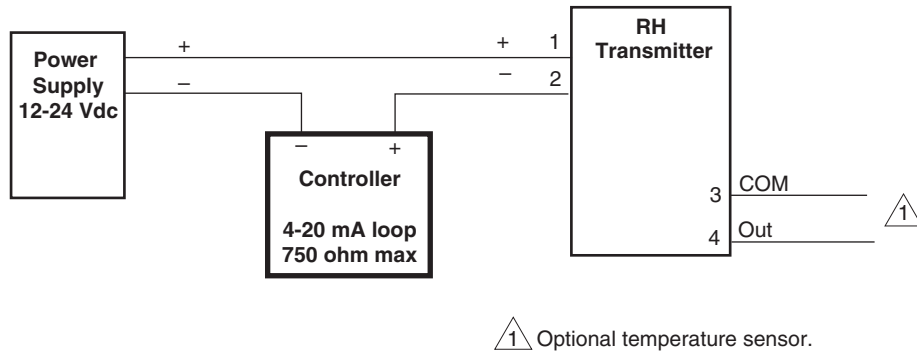 Power
Supply
12-24 Vdc
+
–
+
–
1
2
RH
Transmitter
–
+
Controller
4-20 mA loop
750 ohm max
3
COM
4
Out
1
1 Optional temperature sensor.